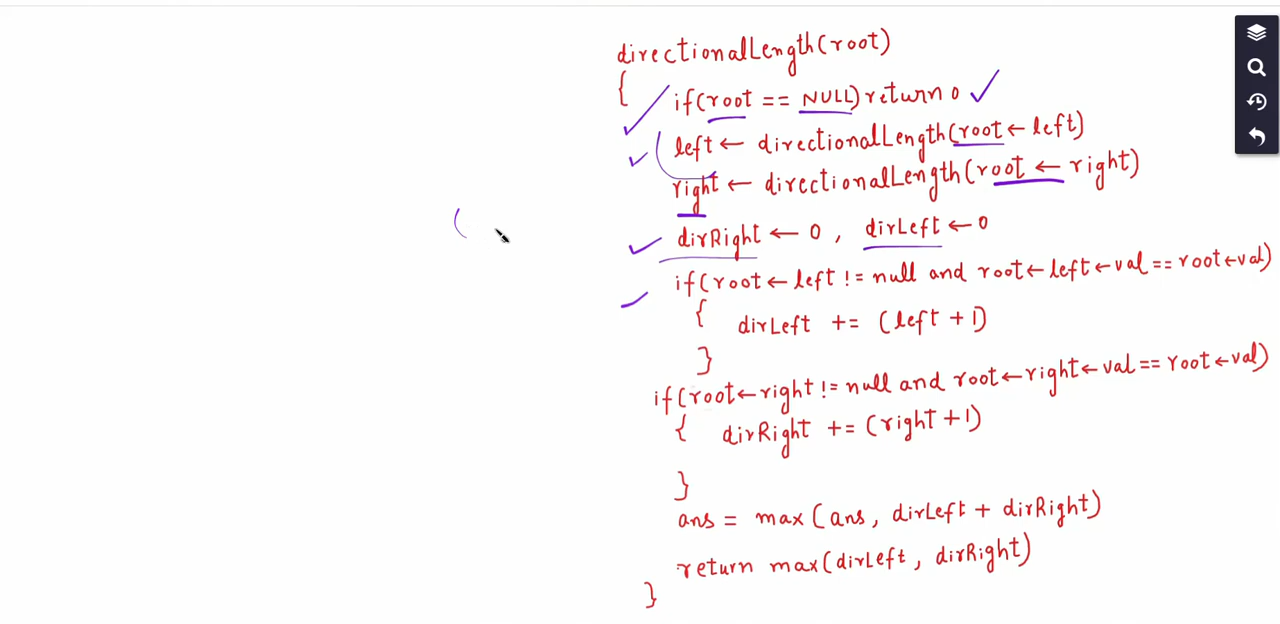 directionalLength(root)
{
if(root == NULL)return 0
left ← directionalLength(root ← left)
right ← directionalLength(root ← right)
dirRight ← 0 , dirLeft ← 0
if(root ← left != null and root ← left ← val == root ← val)
{ dirLeft += (left + 1)
}
if(root ← right != null and root ← right ← val == root ← val)
{ dirRight += (right + 1)
}
ans = max(ans, dirLeft + dirRight)
return max(dirLeft, dirRight)
}